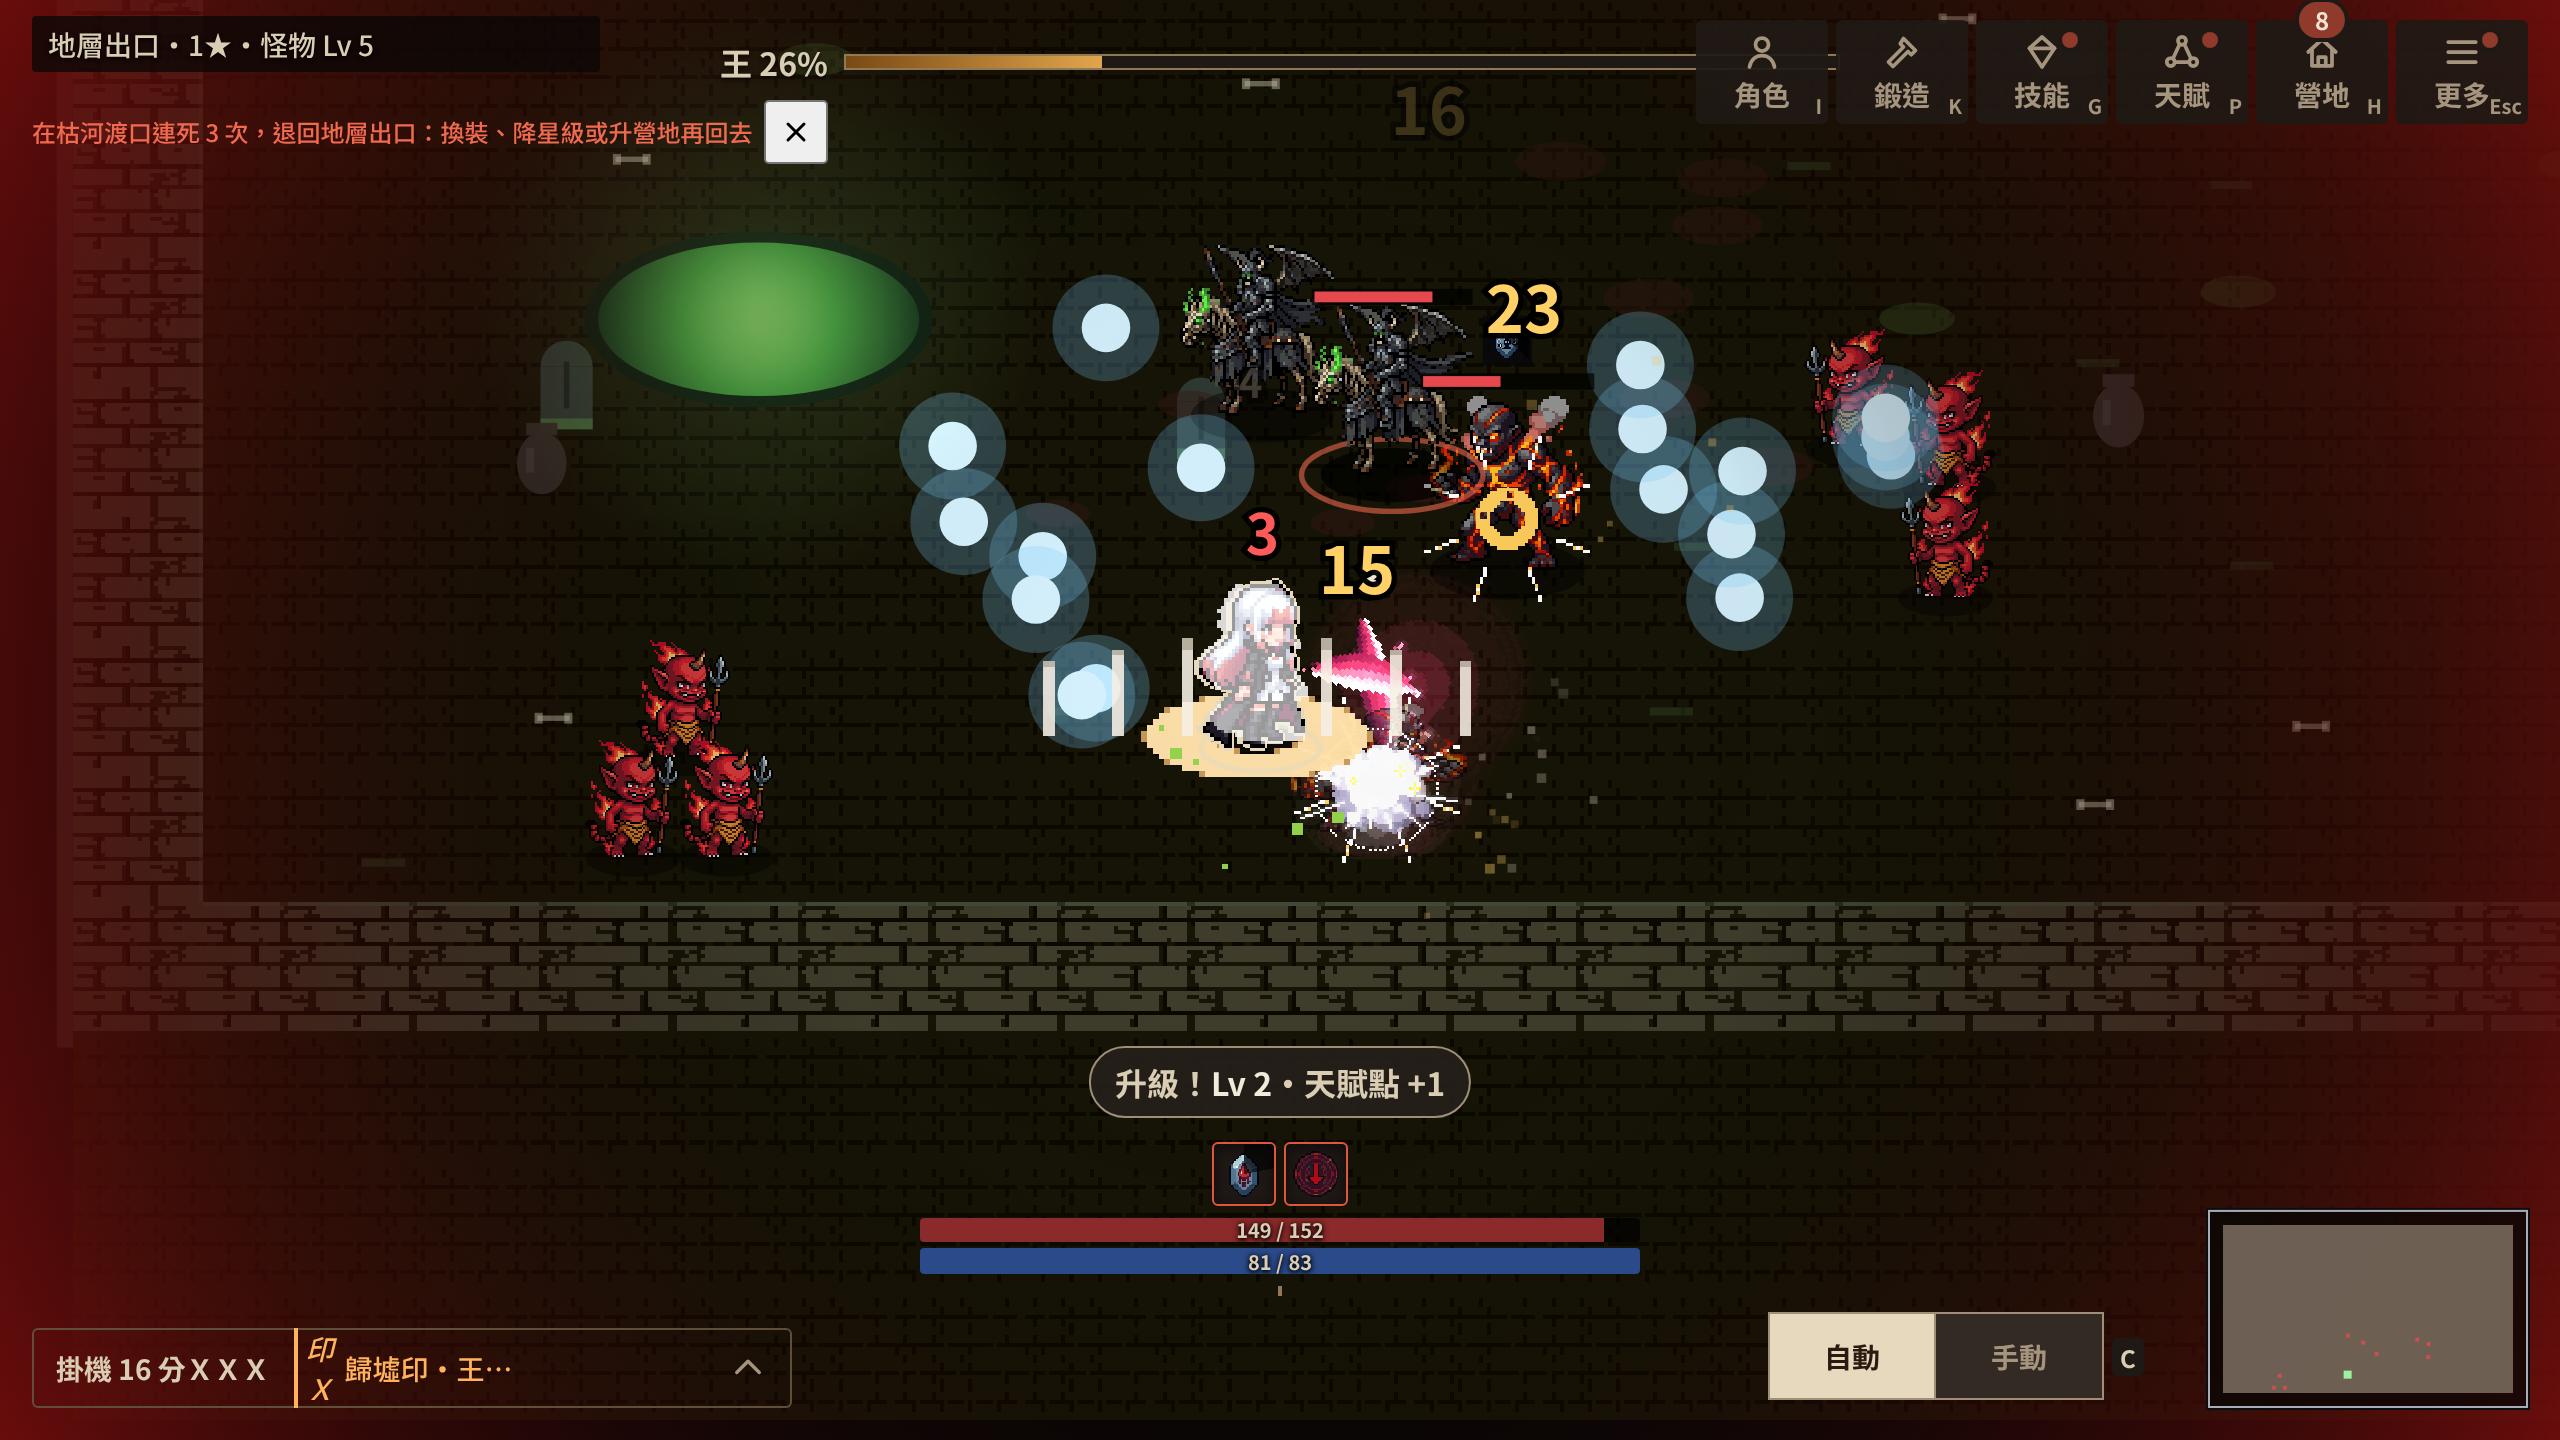 地層出口・1★・怪物 Lv 5
王 26%
在枯河渡口連死 3 次，退回地層出口：換裝、降星級或升營地再回去
×
角色 I
鍛造 K
技能 G
天賦 P
8
營地 H
更多 Esc
16
23
4
3
15
升級！Lv 2・天賦點 +1
149 / 152
81 / 83
掛機 16 分 X X X
印
X
歸墟印・王…
自動
手動
C